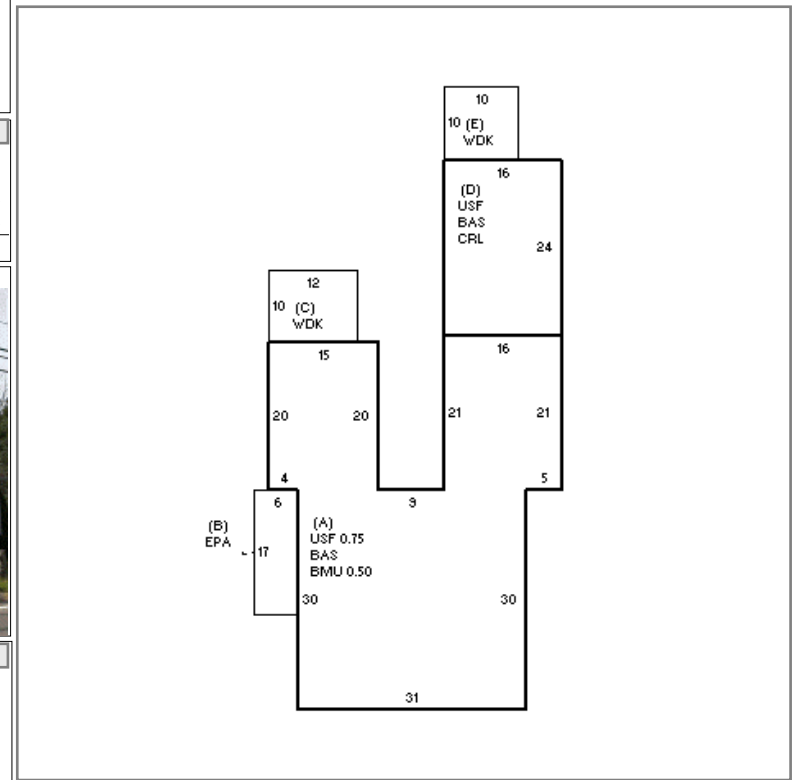 10
10 (E)
WDK
16
(D)
USF
BAS
CRL
24
12
10 (C)
WDK
16
15
20
20
21
21
4
5
6
9
(A)
(B)
USF 0.75
EPA
17
BAS
BMU 0.50
30
30
31